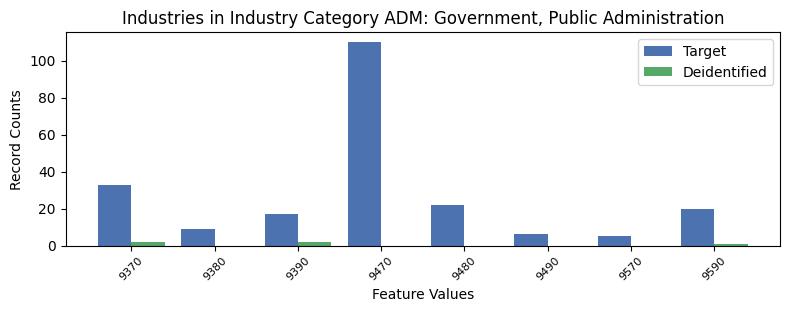 Industries in Industry Category ADM: Government, Public Administration
Target
Deidentified
Record Counts
100
80
60
40
20
0
9370
9380
9390
9470
9480
9490
9570
9590
Feature Values